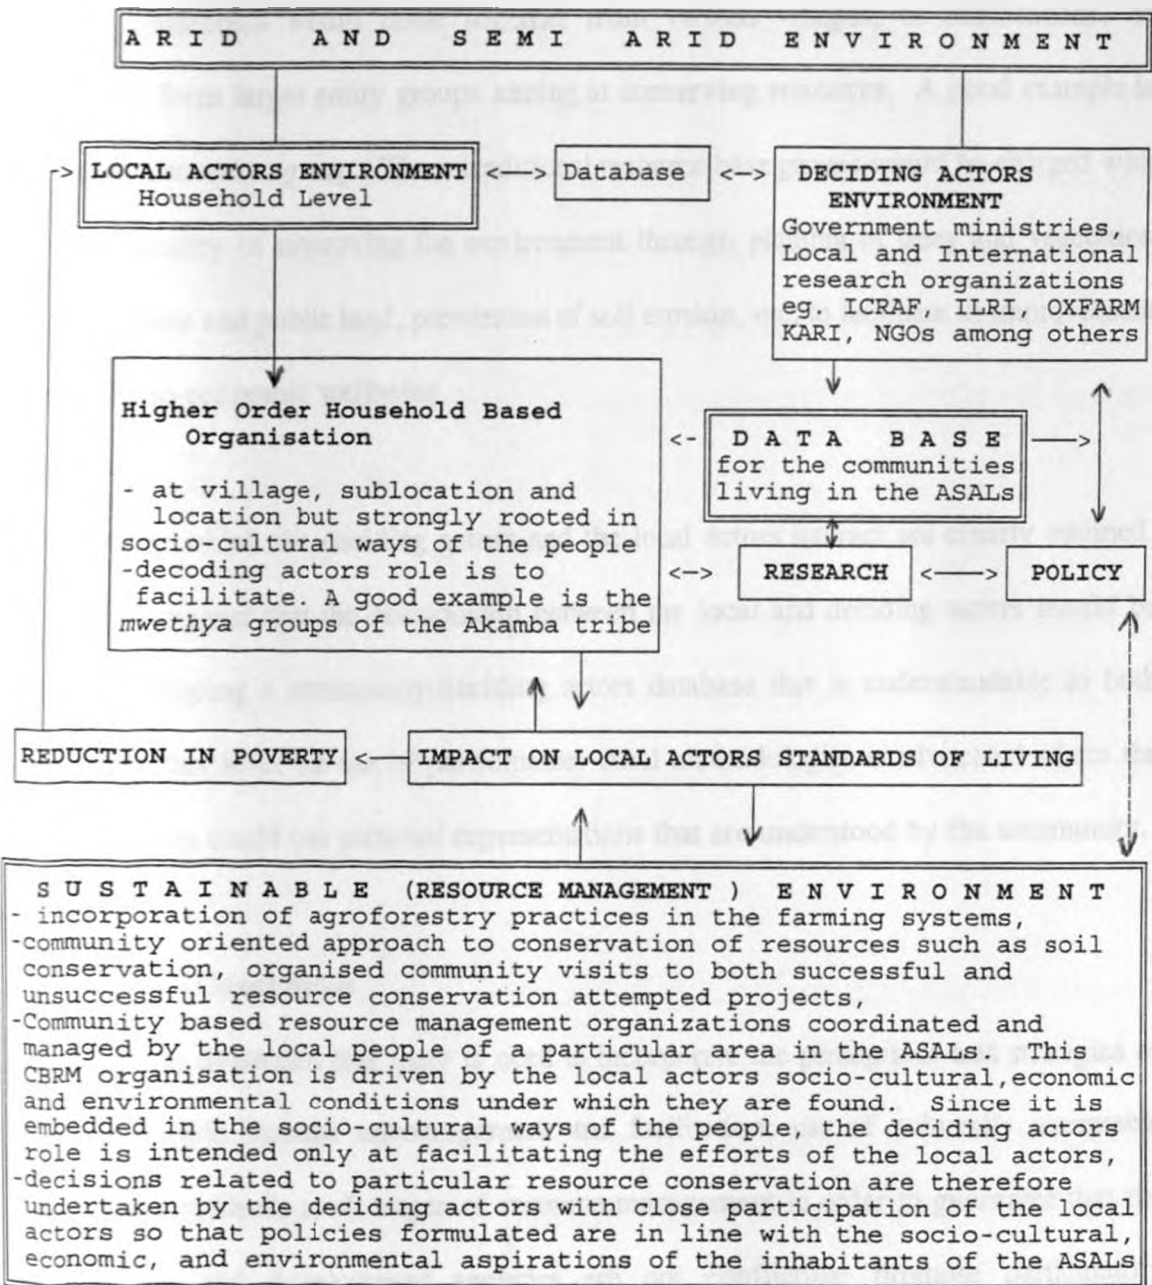 A R I D   A N D   S E M I   A R I D   E N V I R O N M E N T
LOCAL ACTORS ENVIRONMENT <--> Database <-> DECIDING ACTORS
Household Level
ENVIRONMENT
Government ministries,
Local and International
research organizations
eg. ICRAF, ILRI, OXFARM
KARI, NGOs among others
Higher Order Household Based
Organisation
- at village, sublocation and
location but strongly rooted in
socio-cultural ways of the people
-decoding actors role is to
facilitate. A good example is the
mwethya groups of the Akamba tribe
D A T A   B A S E
for the communities
living in the ASALs
RESEARCH
POLICY
REDUCTION IN POVERTY
IMPACT ON LOCAL ACTORS STANDARDS OF LIVING
S U S T A I N A B L E (RESOURCE MANAGEMENT ) E N V I R O N M E N T
- incorporation of agroforestry practices in the farming systems,
-community oriented approach to conservation of resources such as soil
conservation, organised community visits to both successful and
unsuccessful resource conservation attempted projects,
-Community based resource management organizations coordinated and
managed by the local people of a particular area in the ASALs. This
CBRM organisation is driven by the local actors socio-cultural,economic
and environmental conditions under which they are found. Since it is
embedded in the socio-cultural ways of the people, the deciding actors
role is intended only at facilitating the efforts of the local actors,
-decisions related to particular resource conservation are therefore
undertaken by the deciding actors with close participation of the local
actors so that policies formulated are in line with the socio-cultural,
economic, and environmental aspirations of the inhabitants of the ASALs